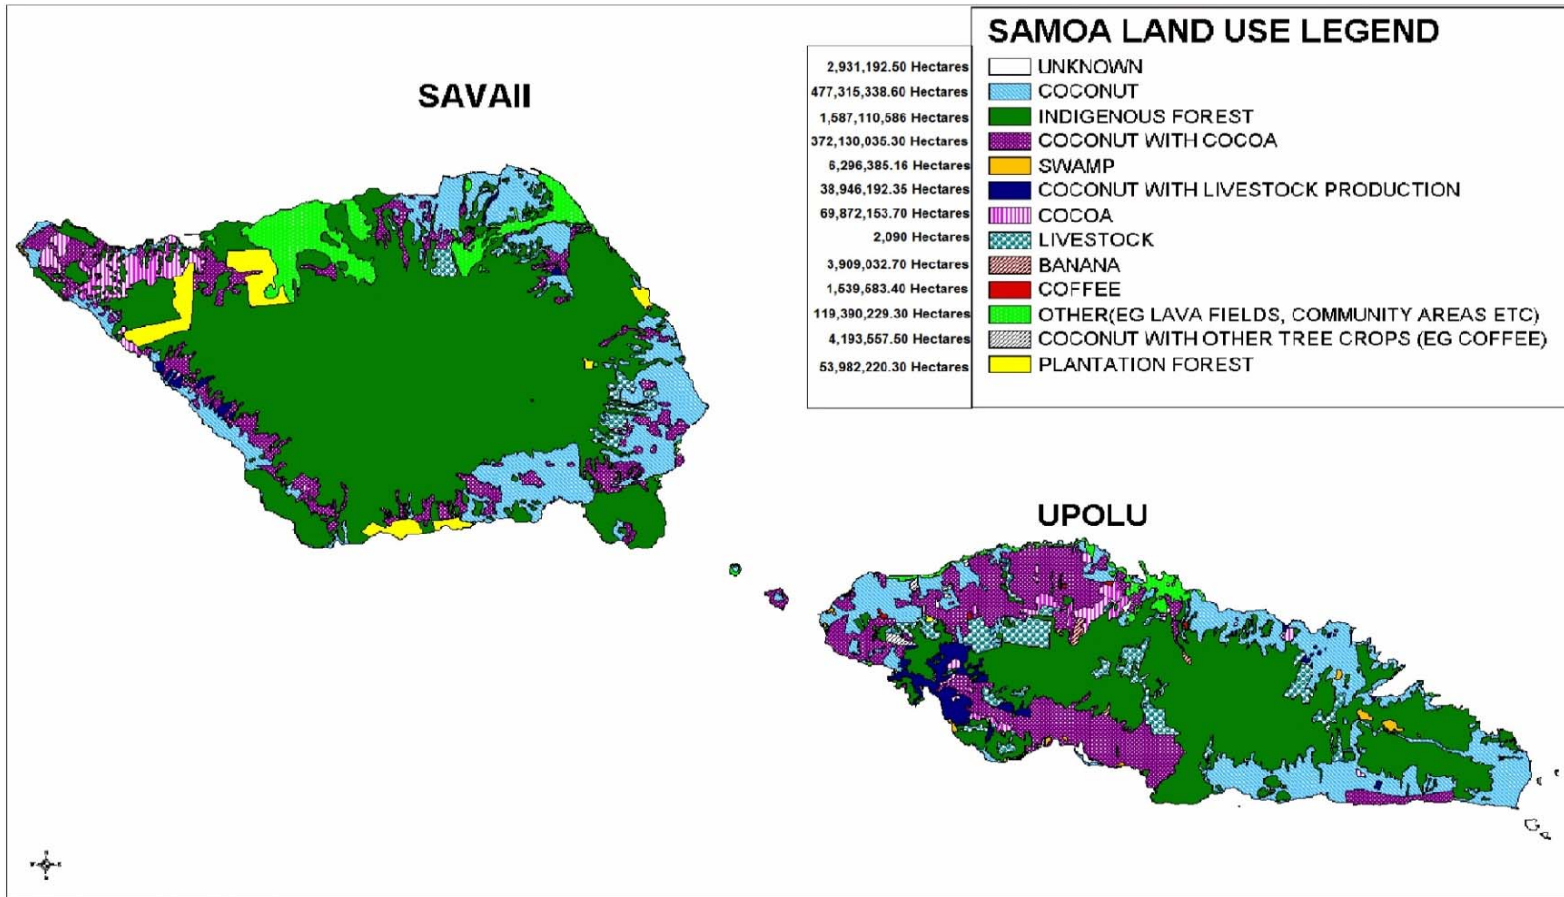 SAMOA LAND USE LEGEND
2,931,192.50 Hectares UNKNOWN
477,315,338.60 Hectares COCONUT
1,587,110,586 Hectares INDIGENOUS FOREST
372,130,035.30 Hectares COCONUT WITH COCOA
6,296,385.16 Hectares SWAMP
38,946,192.35 Hectares COCONUT WITH LIVESTOCK PRODUCTION
69,872,153.70 Hectares COCOA
2,090 Hectares LIVESTOCK
3,909,032.70 Hectares BANANA
1,539,583.40 Hectares COFFEE
119,390,229.30 Hectares OTHER(EG LAVA FIELDS, COMMUNITY AREAS ETC)
4,193,557.50 Hectares COCONUT WITH OTHER TREE CROPS (EG COFFEE)
53,982,220.30 Hectares PLANTATION FOREST
SAVAII
UPOLU